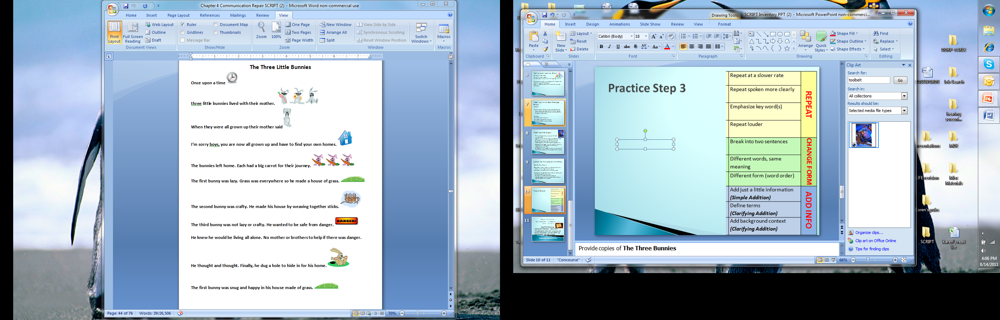 Chapter 4 Communication Repair SCRIPT (2) - Microsoft Word non-commercial use
Home Insert Page Layout References Mailings Review View
Print Layout
Full Screen Reading
Web Layout
Outline
Draft
Document Views
Ruler
Gridlines
Message Bar
Document Map
Thumbnails
Show/Hide
Zoom
100%
One Page
Two Pages
Page Width
Zoom
New Window
Arrange All
Split
View Side by Side
Synchronous Scrolling
Reset Window Position
Switch Windows
Window
Macros
Macros
1 2 3 4 5 6 7
The Three Little Bunnies
Once upon a time
three little bunnies lived with their mother.
When they were all grown up their mother said
I'm sorry boys, you are now all grown up and have to find your own homes.
The bunnies left home. Each had a big carrot for their journey.
The first bunny was lazy. Grass was everywhere so he made a house of grass.
The second bunny was crafty. He made his house by weaving together sticks.
DANGER!
The third bunny was not lazy or crafty. He wanted to be safe from danger.
He knew he would be living all alone. No mother or brothers to help if there was danger.
He thought and thought. Finally, he dug a hole to hide in for his home.
The first bunny was snug and happy in his house made of grass.
Page: 44 of 76 Words: 39/26,506 70%
Drawing Tools SCRIPT Inventory PPT (2) - Microsoft PowerPoint non-commerci...
Home Insert Design Animations Slide Show Review View Format
Paste
Clipboard
New Slide
Layout
Reset
Delete
Slides
Calibri (Body) 18
B I U abc S AV Aa A
Font
Paragraph
Arrange
Quick Styles
Shape Fill
Shape Outline
Shape Effects
Drawing
Find
Replace
Select
Editing
6
7
8
9
10
11
Practice Step 3
Repeat at a slower rate
Repeat spoken more clearly
Emphasize key word(s)
Repeat louder
REPEAT
Break into two sentences
Different words, same
meaning
Different form (word order)
CHANGE FORM
Add just a little information
(Simple Addition)
Define terms
(Clarifying Addition)
Add background context
(Clarifying Addition)
ADD INFO
Provide copies of The Three Bunnies
Slide 10 of 11 "Concourse" 66%
Clip Art
Search for:
toolbelt Go
Search in:
All collections
Results should be:
Selected media file types
Organize clips...
Clip art on Office Online
Tips for finding clips
DDRP-TARLE
PASSWORDS
Job Search
hearing
screeni...
MDE
LIFE revision
Misc
Materials
Karen's pubs
SCRIPT
Karen's read
list
4:06 PM
8/14/2011